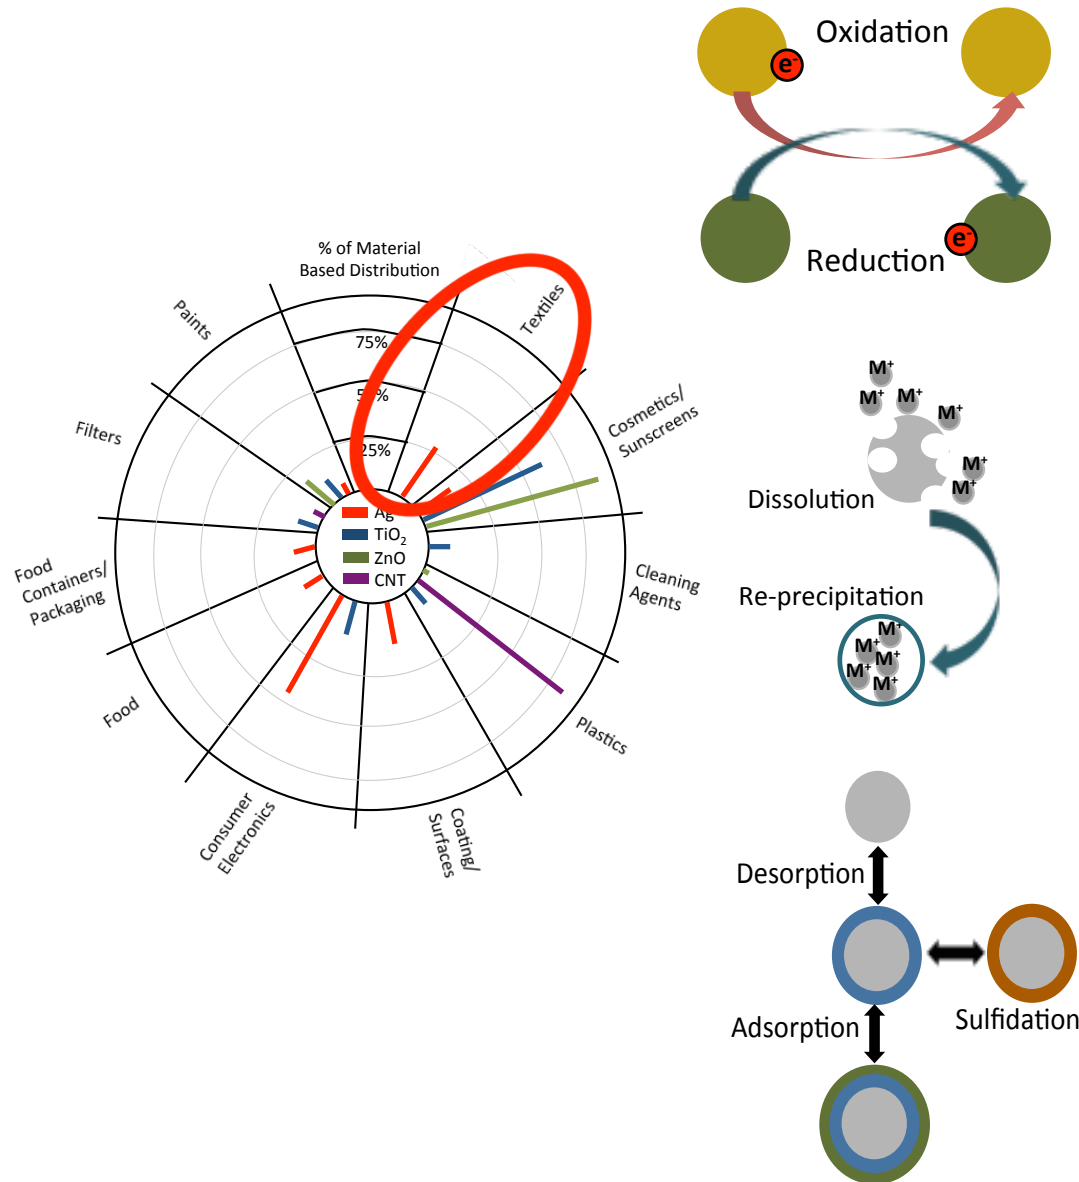 Oxidation
e-
Reduction
e-
% of Material
Based Distribution
75%
25%
Textiles
Cosmetics/
Sunscreens
Cleaning
Agents
Plastics
Coating/
Surfaces
Consumer
Electronics
Food
Food
Containers/
Packaging
Filters
Paints
Ag
TiO2
ZnO
CNT
M+
M+
M+
M+
M+
M+
Dissolution
Re-precipitation
M+
M+
M+
M+
M+
Desorption
Adsorption
Sulfidation